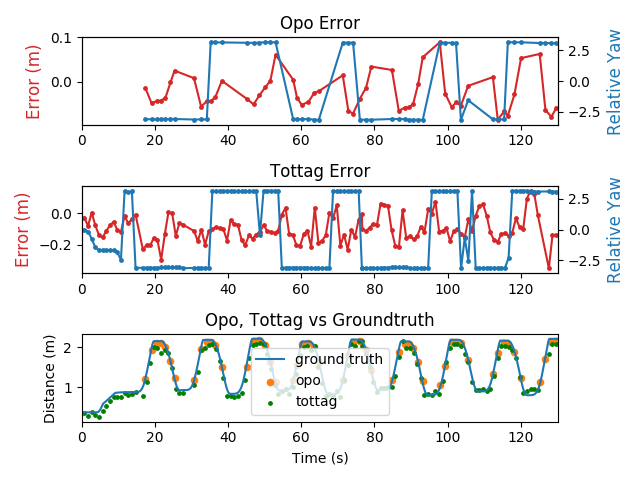 Opo Error
Error (m)
0.1
0.0
2.5
0.0
−2.5
Relative Yaw
0 20 40 60 80 100 120
Tottag Error
Error (m)
0.0
−0.2
2.5
0.0
−2.5
Relative Yaw
0 20 40 60 80 100 120
Opo, Tottag vs Groundtruth
Distance (m)
2
1
ground truth
opo
tottag
0 20 40 60 80 100 120
Time (s)